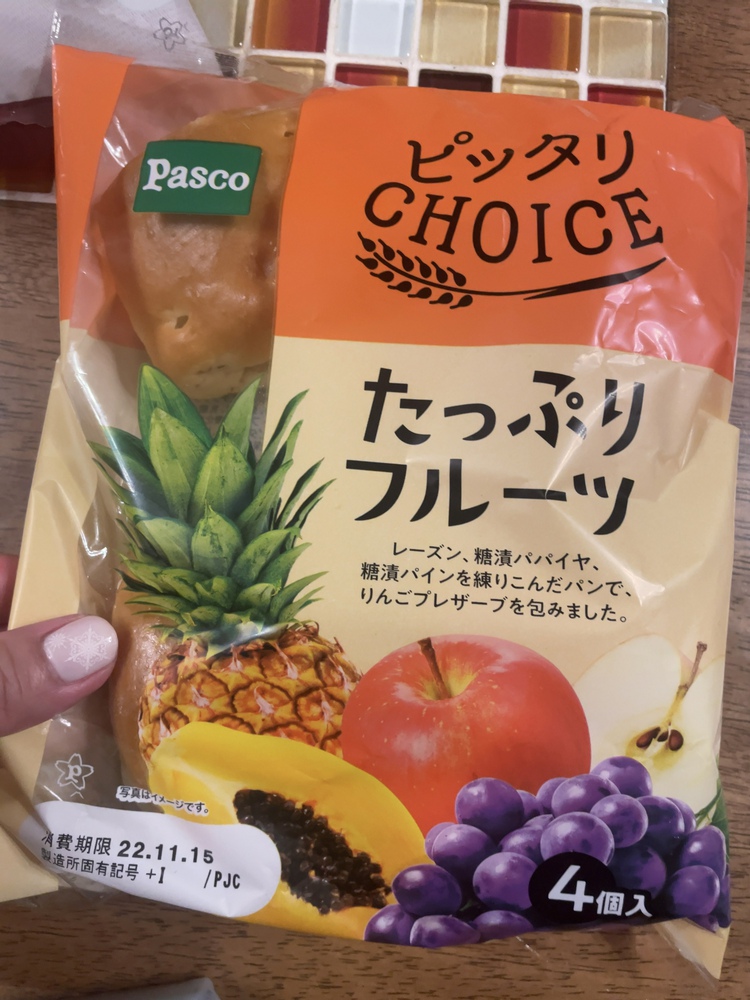 Pasco
ピッタリ
CHOICE
たっぷり
フルーツ
レーズン、糖漬パパイヤ、
糖漬パインを練りこんだパンで、
りんごプレザーブを包みました。
写真はイメージです。
消費期限 22.11.15
製造所固有記号 +I /PJC
4個入